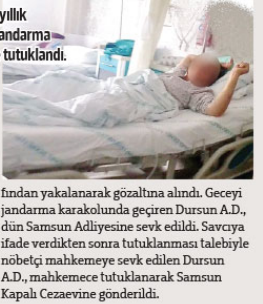 yıllık
andarma
tutuklandı.
fından yakalanarak gözaltına alındı. Geceyi
jandarma karakolunda geçiren Dursun A.D.,
dün Samsun Adliyesine sevk edildi. Savcıya
ifade verdikten sonra tutuklanması talebiyle
nöbetçi mahkemeye sevk edilen Dursun
A.D., mahkemece tutuklanarak Samsun
Kapalı Cezaevine gönderildi.